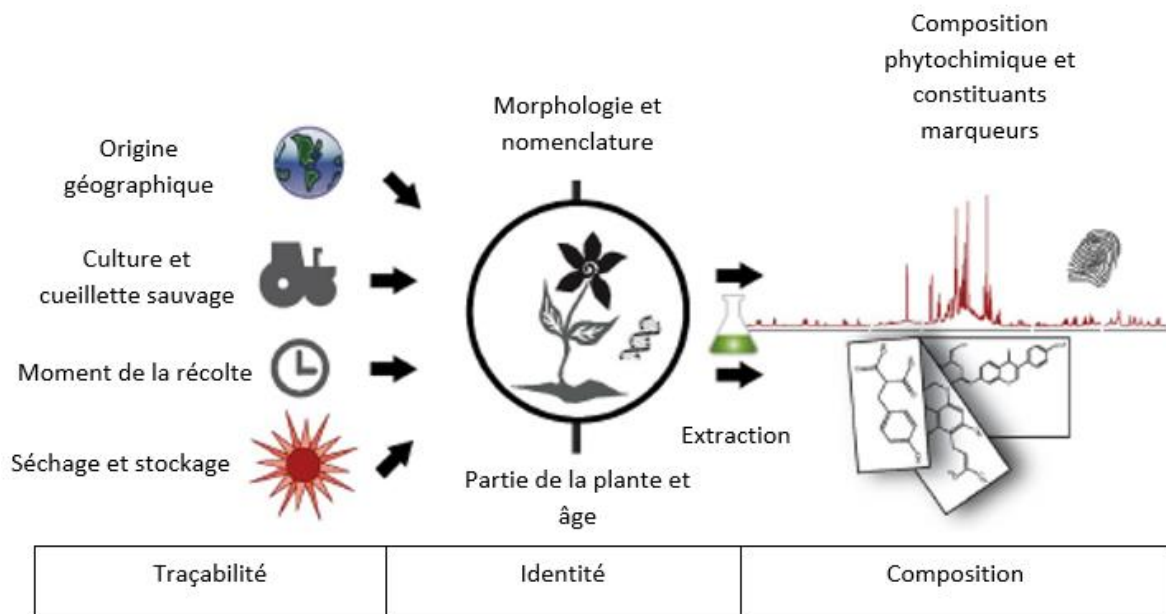 Origine
géographique
Culture et
cueillette sauvage
Moment de la récolte
Séchage et stockage
Morphologie et
nomenclature
Partie de la plante et
âge
Extraction
Composition
phytochimique et
constituants
marqueurs
Traçabilité
Identité
Composition